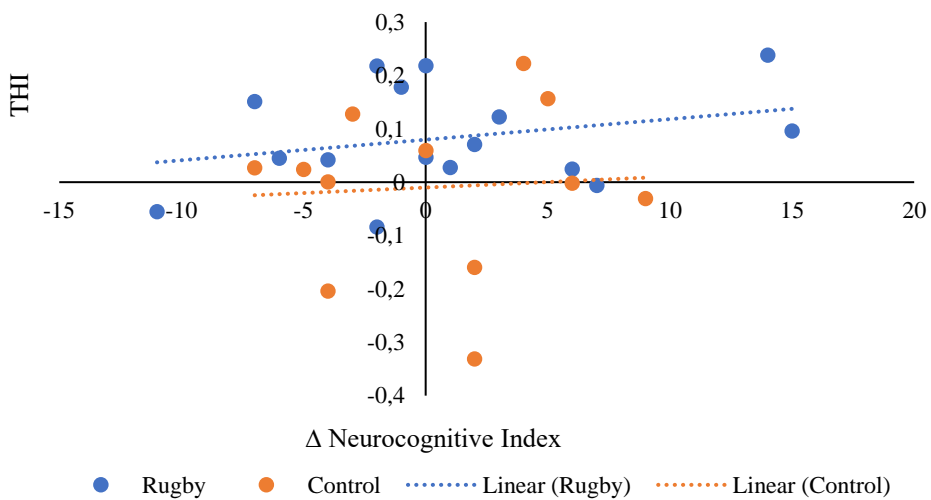 0,3
0,2
THI
0,1
0
-15 -10 -5 0 5 10 15 20
-0,1
-0,2
-0,3
-0,4
Δ Neurocognitive Index
Rugby Control Linear (Rugby) Linear (Control)